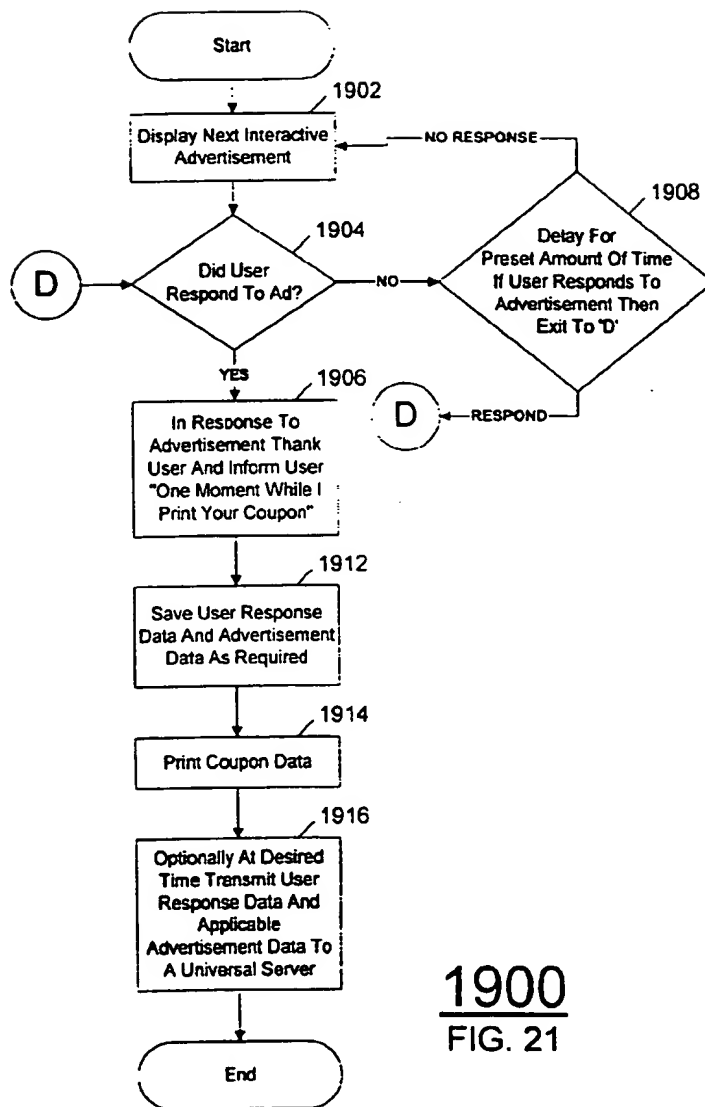 Start
1902
Display Next Interactive
Advertisement
NO RESPONSE
1908
Delay For
Preset Amount Of Time
If User Responds To
Advertisement Then
Exit To 'D'
1904
D
Did User
Respond To Ad?
NO
YES
D
RESPOND
1906
In Response To
Advertisement Thank
User And Inform User
"One Moment While I
Print Your Coupon"
1912
Save User Response
Data And Advertisement
Data As Required
1914
Print Coupon Data
1916
Optionally At Desired
Time Transmit User
Response Data And
Applicable
Advertisement Data To
A Universal Server
End
1900
FIG. 21